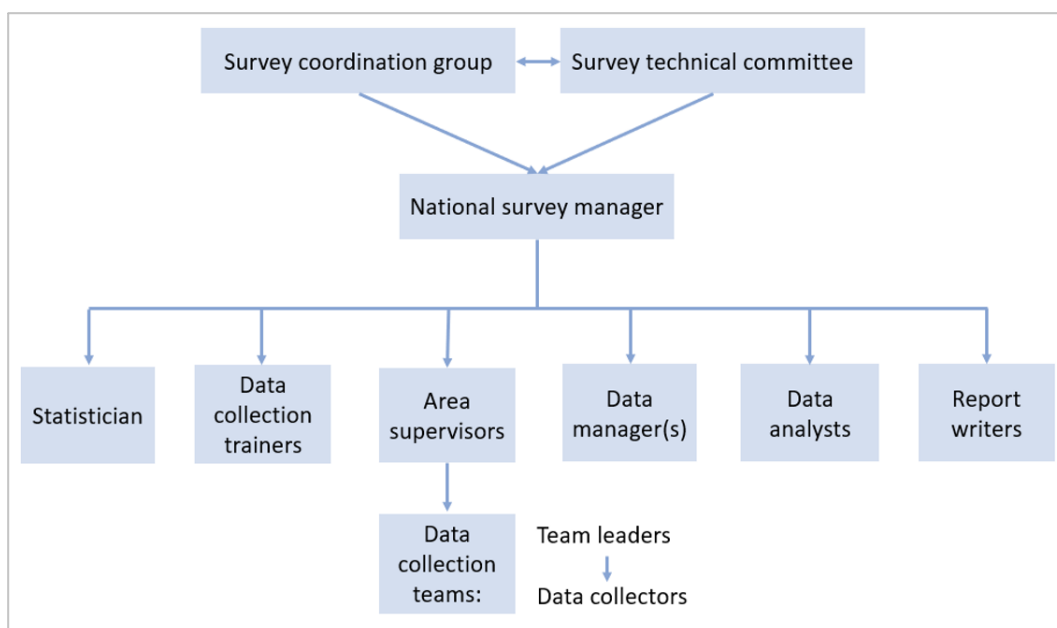 Survey coordination group
Survey technical committee
National survey manager
Statistician
Data
collection
trainers
Area
supervisors
Data
manager(s)
Data
analysts
Report
writers
Data
collection
teams:
Team leaders
Data collectors